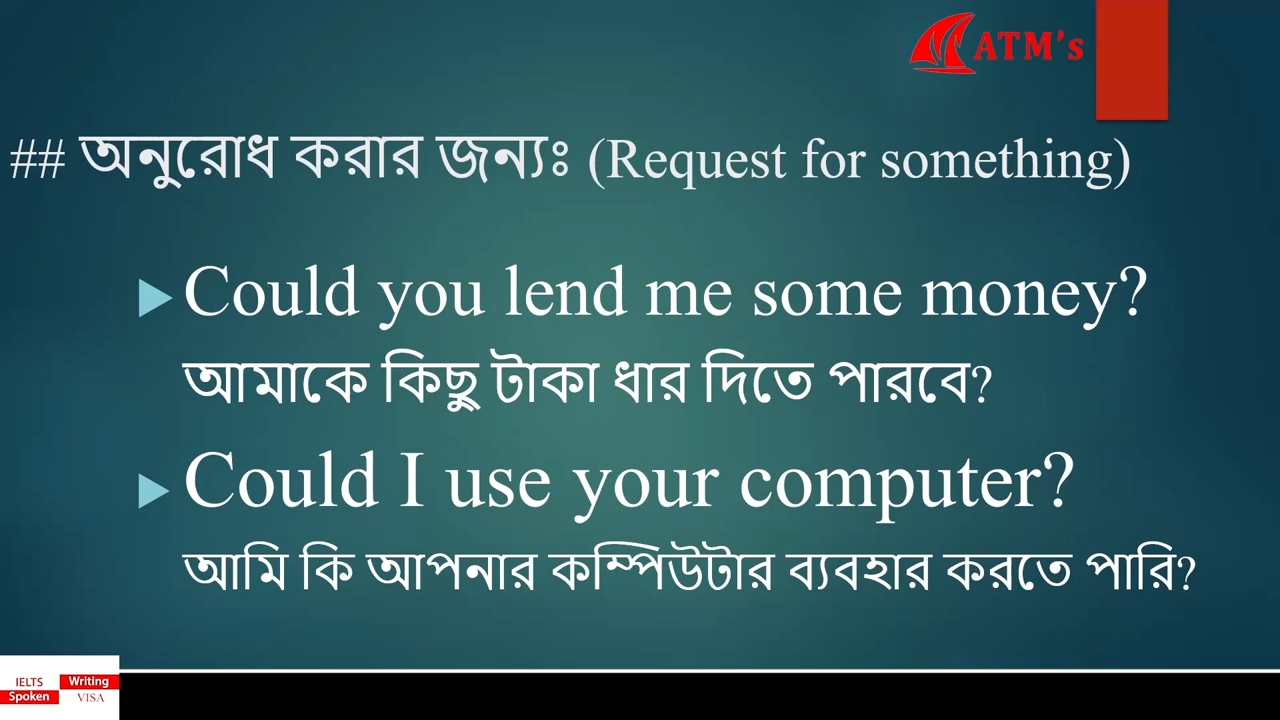 ATM's
## অনুরোধ করার জন্যঃ (Request for something)
Could you lend me some money?
আমাকে কিছু টাকা ধার দিতে পারবে?
Could I use your computer?
আমি কি আপনার কম্পিউটার ব্যবহার করতে পারি?
IELTS Writing
Spoken VISA